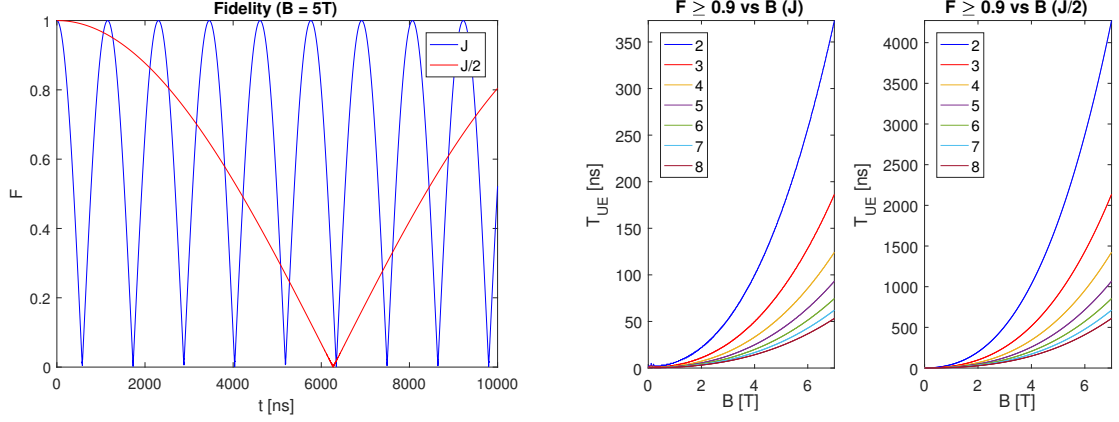 Fidelity (B = 5T)
F
1
0.8
0.6
0.4
0.2
0
0 2000 4000 6000 8000 10000
t [ns]
J
J/2
F ≥ 0.9 vs B (J)
T_UE [ns]
350
300
250
200
150
100
50
0
0 2 4 6
B [T]
2
3
4
5
6
7
8
F ≥ 0.9 vs B (J/2)
T_UE [ns]
4000
3500
3000
2500
2000
1500
1000
500
0
0 2 4 6
B [T]
2
3
4
5
6
7
8